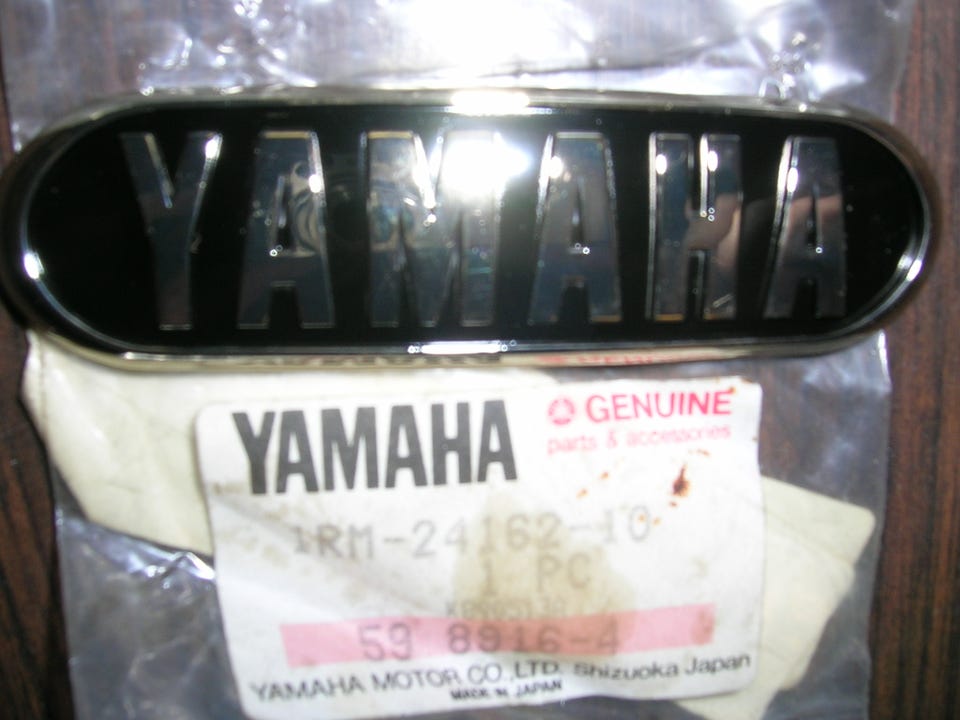 YAMAHA
YAMAHA
GENUINE
parts & accessories
1RM-24162-10
1 PC
59 8916-4
YAMAHA MOTOR CO.,LTD. Shizuoka Japan
MADE IN JAPAN